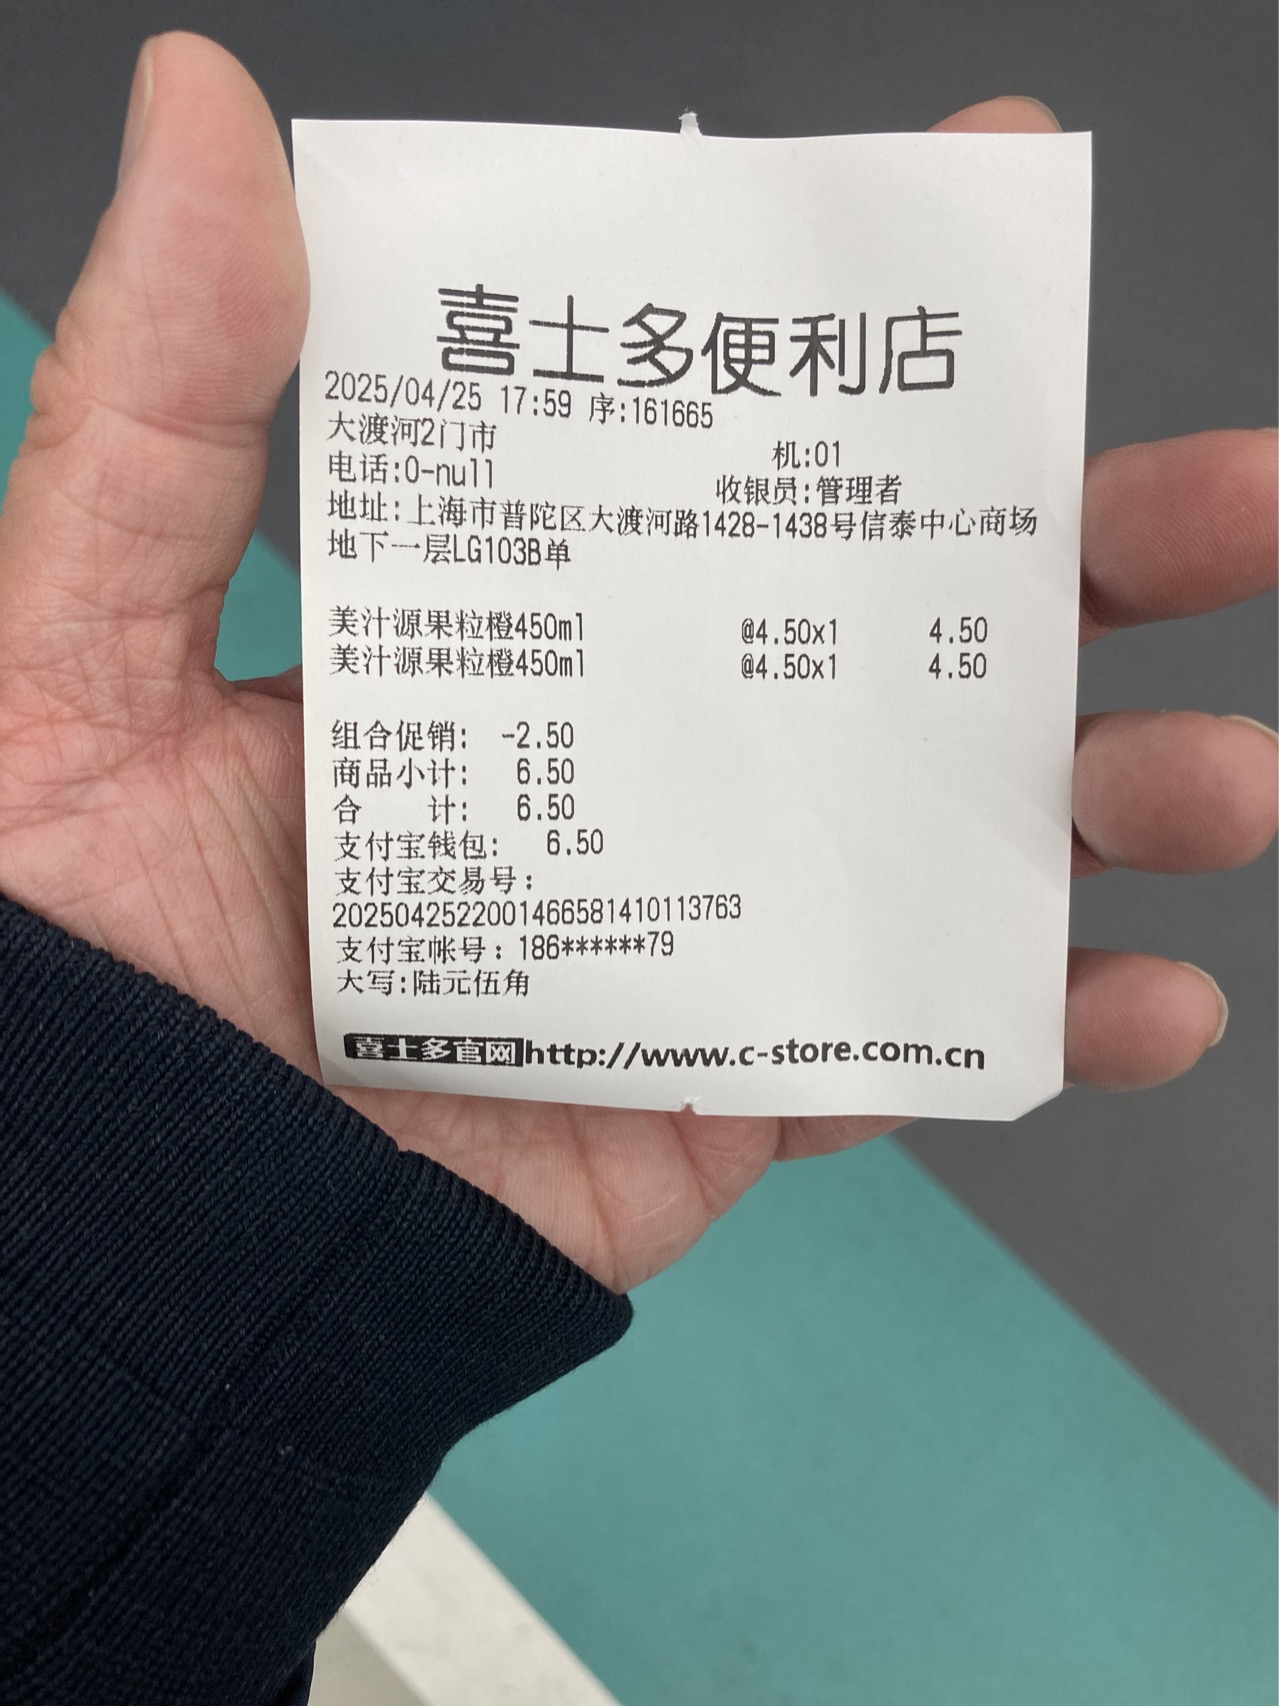 喜士多便利店
2025/04/25 17:59 序:161665
大渡河2门市 机:01
电话:0-null 收银员:管理者
地址:上海市普陀区大渡河路1428-1438号信泰中心商场
地下一层LG103B单
美汁源果粒橙450ml @4.50x1 4.50
美汁源果粒橙450ml @4.50x1 4.50
组合促销: -2.50
商品小计: 6.50
合 计: 6.50
支付宝钱包: 6.50
支付宝交易号:
2025042522001466581410113763
支付宝帐号:186******79
大写:陆元伍角
喜士多官网http://www.c-store.com.cn